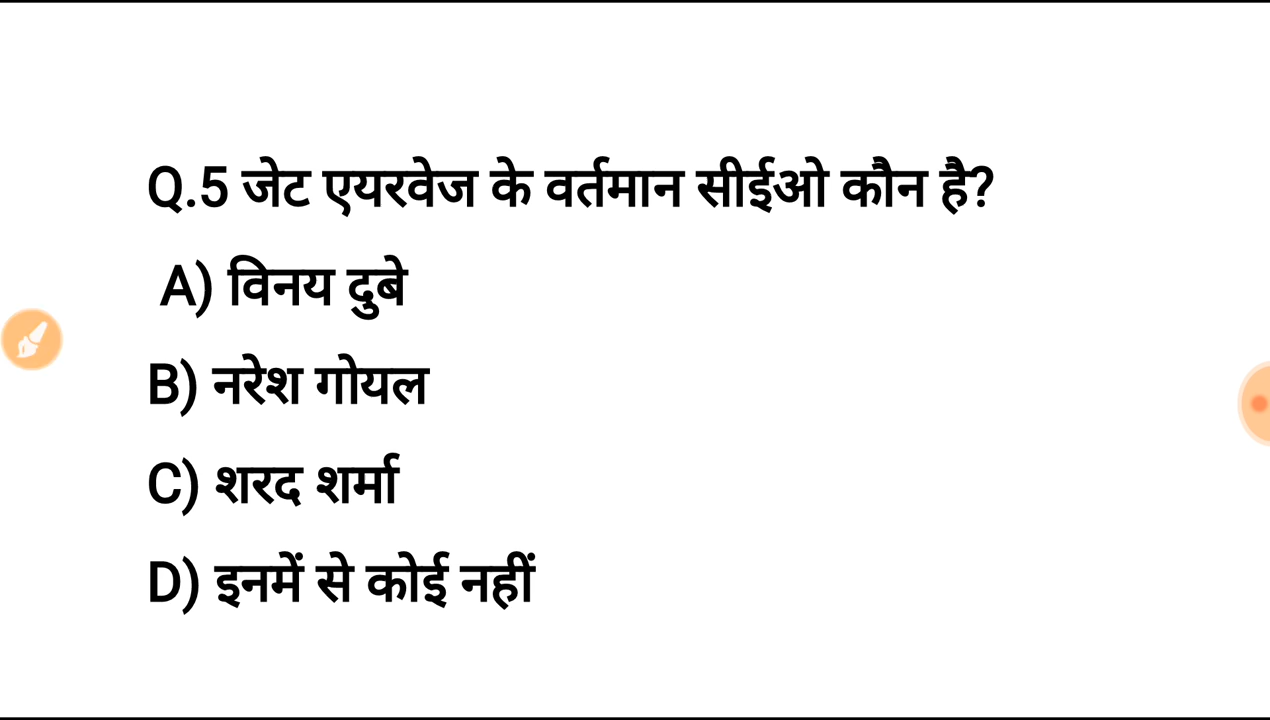 Q.5 जेट एयरवेज के वर्तमान सीईओ कौन है?
A) विनय दुबे
B) नरेश गोयल
C) शरद शर्मा
D) इनमें से कोई नहीं